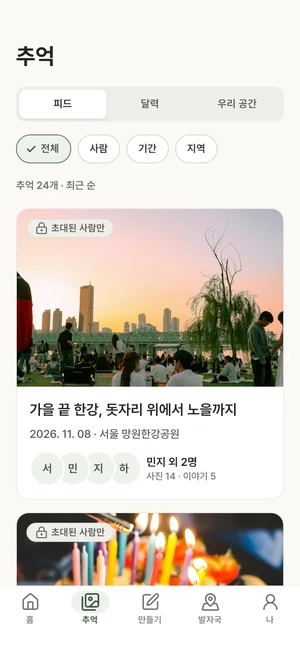 추억
피드 달력 우리 공간
전체 사람 기간 지역
추억 24개 · 최근 순
초대된 사람만
가을 끝 한강, 돗자리 위에서 노을까지
2026. 11. 08 · 서울 망원한강공원
서 민 지 하 민지 외 2명
사진 14 · 이야기 5
초대된 사람만
홈 추억 만들기 발자국 나